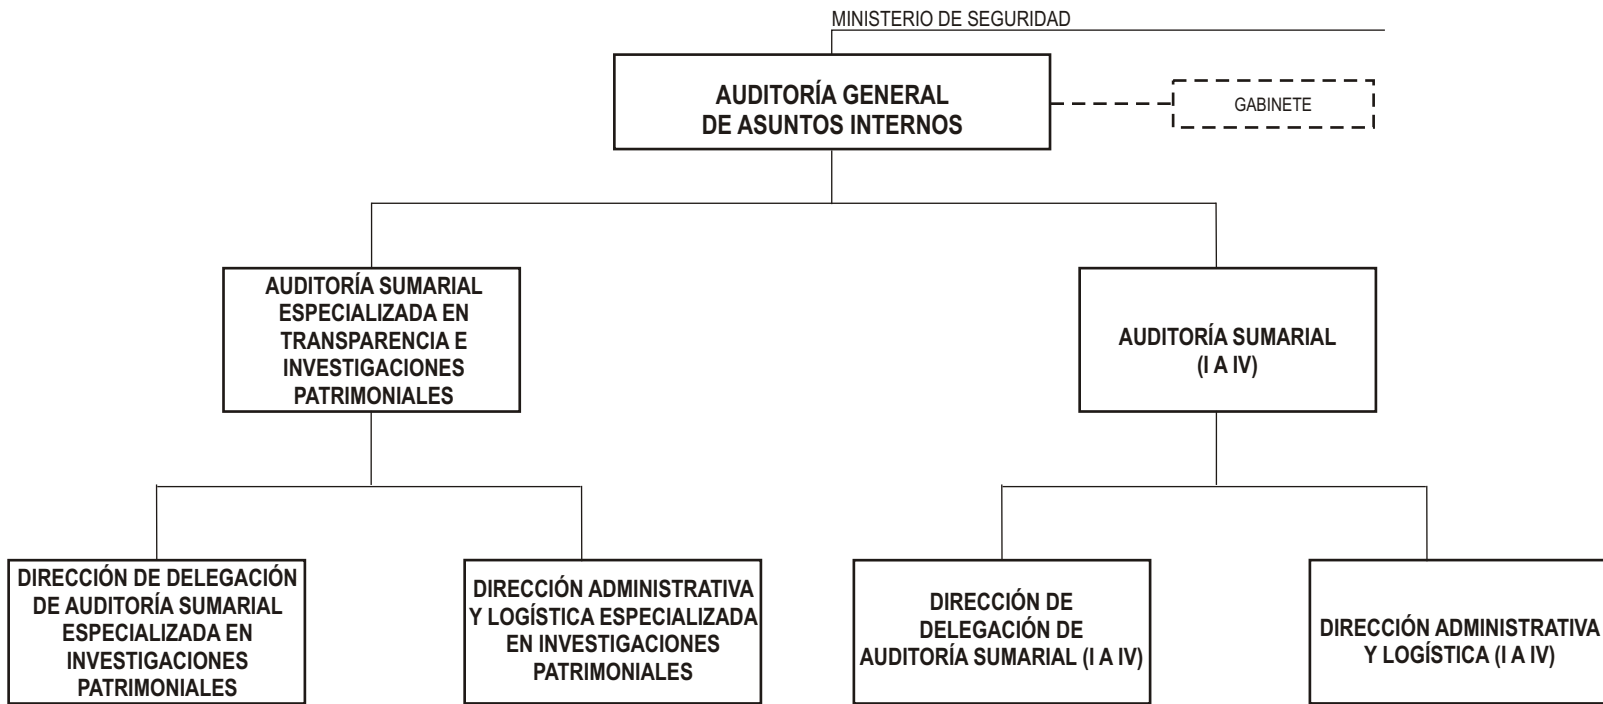 MINISTERIO DE SEGURIDAD
AUDITORÍA GENERAL
DE ASUNTOS INTERNOS
GABINETE
AUDITORÍA SUMARIAL
ESPECIALIZADA EN
TRANSPARENCIA E
INVESTIGACIONES
PATRIMONIALES
AUDITORÍA SUMARIAL
(I A IV)
DIRECCIÓN DE DELEGACIÓN
DE AUDITORÍA SUMARIAL
ESPECIALIZADA EN
INVESTIGACIONES
PATRIMONIALES
DIRECCIÓN ADMINISTRATIVA
Y LOGÍSTICA ESPECIALIZADA
EN INVESTIGACIONES
PATRIMONIALES
DIRECCIÓN DE
DELEGACIÓN DE
AUDITORÍA SUMARIAL (I A IV)
DIRECCIÓN ADMINISTRATIVA
Y LOGÍSTICA (I A IV)